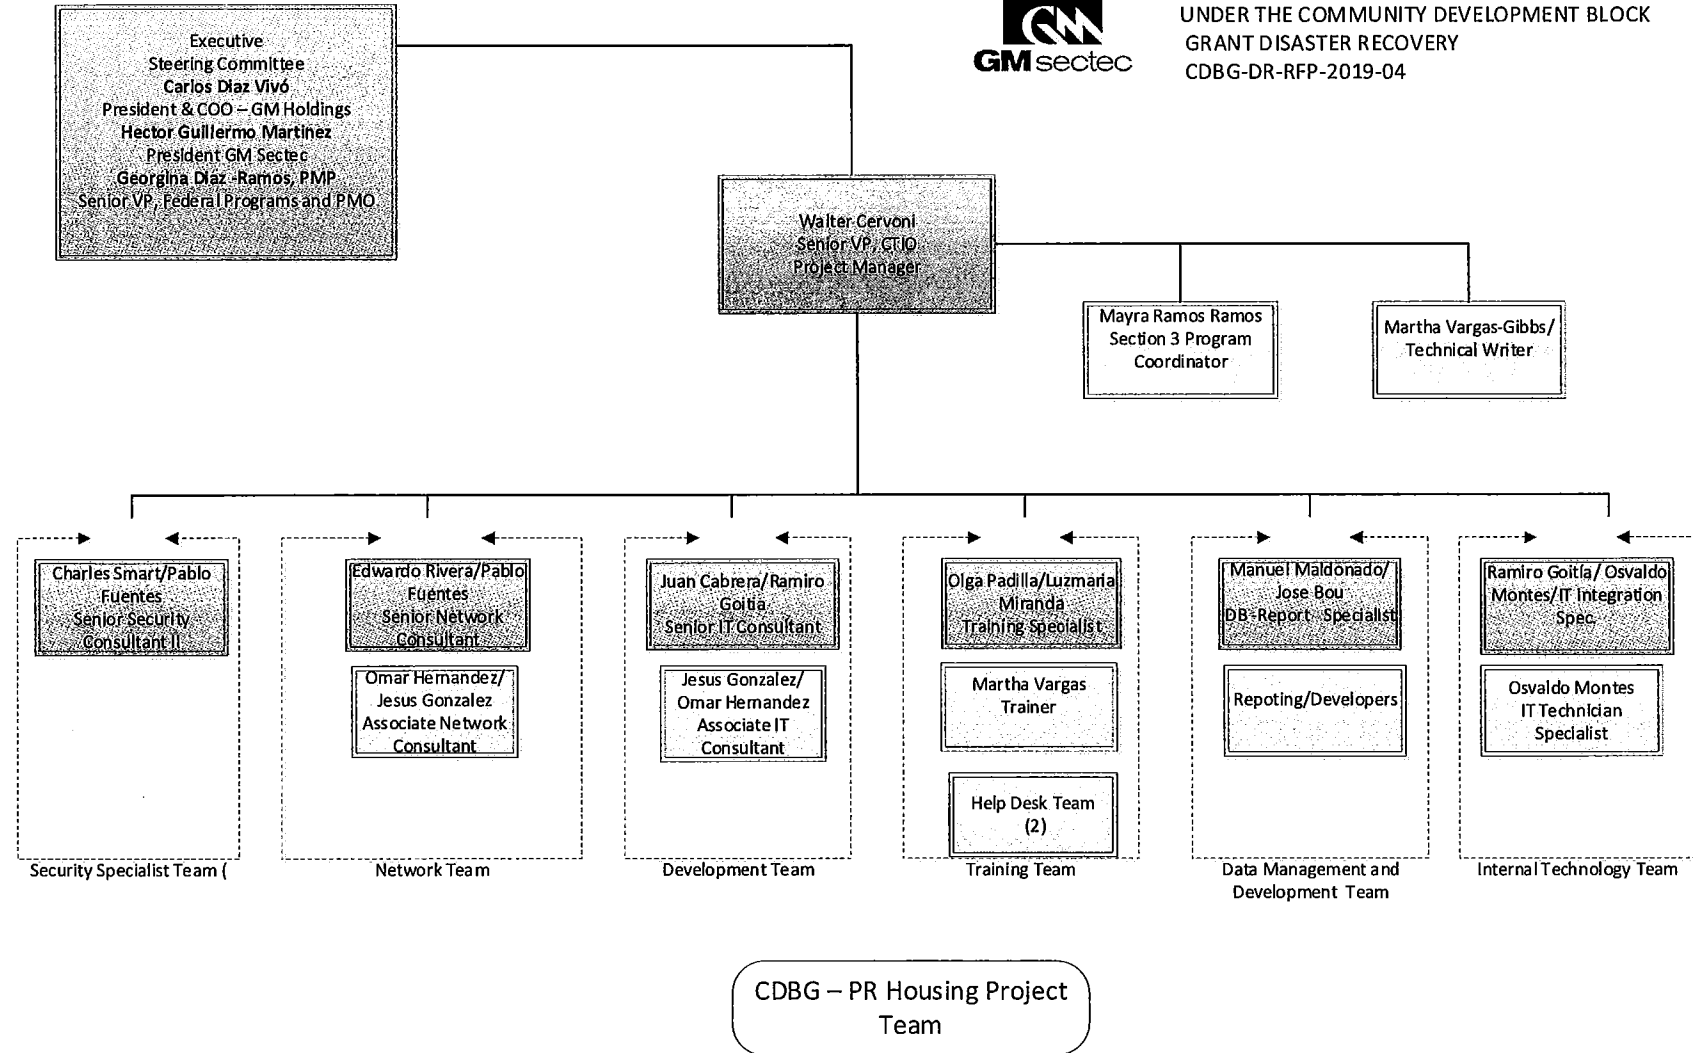 GM
GM sectec
UNDER THE COMMUNITY DEVELOPMENT BLOCK
GRANT DISASTER RECOVERY
CDBG-DR-RFP-2019-04
Executive
Steering Committee
Carlos Diaz Vivó
President & COO – GM Holdings
Hector Guillermo Martinez
President GM Sectec
Georgina Diaz -Ramos, PMP
Senior VP, Federal Programs and PMO
Walter Cervoni
Senior VP, CTIO
Project Manager
Mayra Ramos Ramos
Section 3 Program
Coordinator
Martha Vargas-Gibbs/
Technical Writer
Charles Smart/Pablo
Fuentes
Senior Security
Consultant II
Security Specialist Team (
Edwardo Rivera/Pablo
Fuentes
Senior Network
Consultant
Omar Hernandez/
Jesus Gonzalez
Associate Network
Consultant
Network Team
Juan Cabrera/Ramiro
Goitia
Senior IT Consultant
Jesus Gonzalez/
Omar Hernandez
Associate IT
Consultant
Development Team
Olga Padilla/Luzmaria
Miranda
Training Specialist
Martha Vargas
Trainer
Help Desk Team
(2)
Training Team
Manuel Maldonado/
Jose Bou
DB-Report Specialist
Repoting/Developers
Data Management and
Development Team
Ramiro Goitía/ Osvaldo
Montes/IT Integration
Spec.
Osvaldo Montes
IT Technician
Specialist
Internal Technology Team
CDBG – PR Housing Project
Team